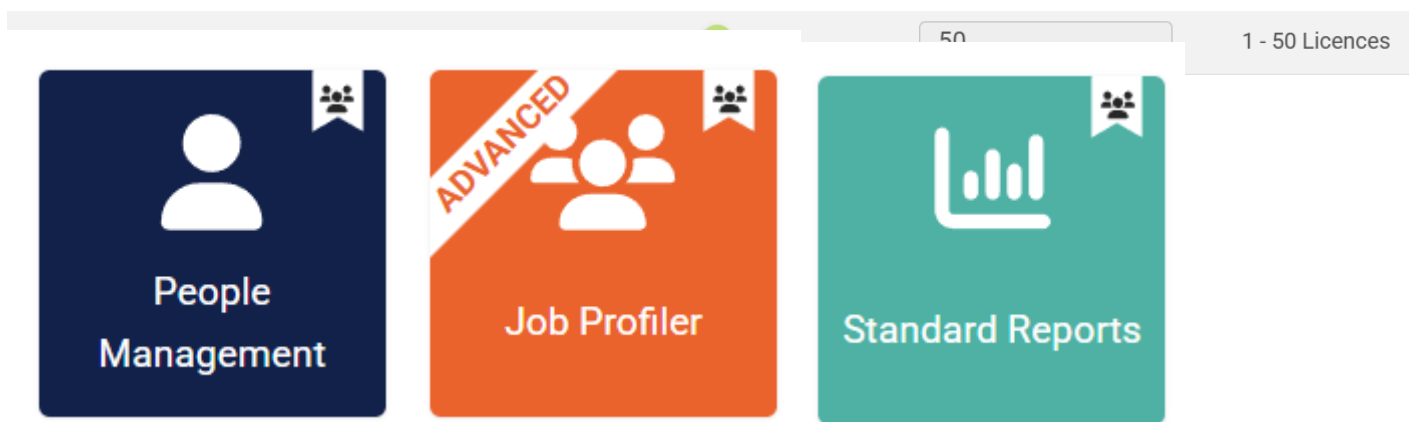 50
1 - 50 Licences
ADVANCED
People
Management
Job Profiler
Standard Reports